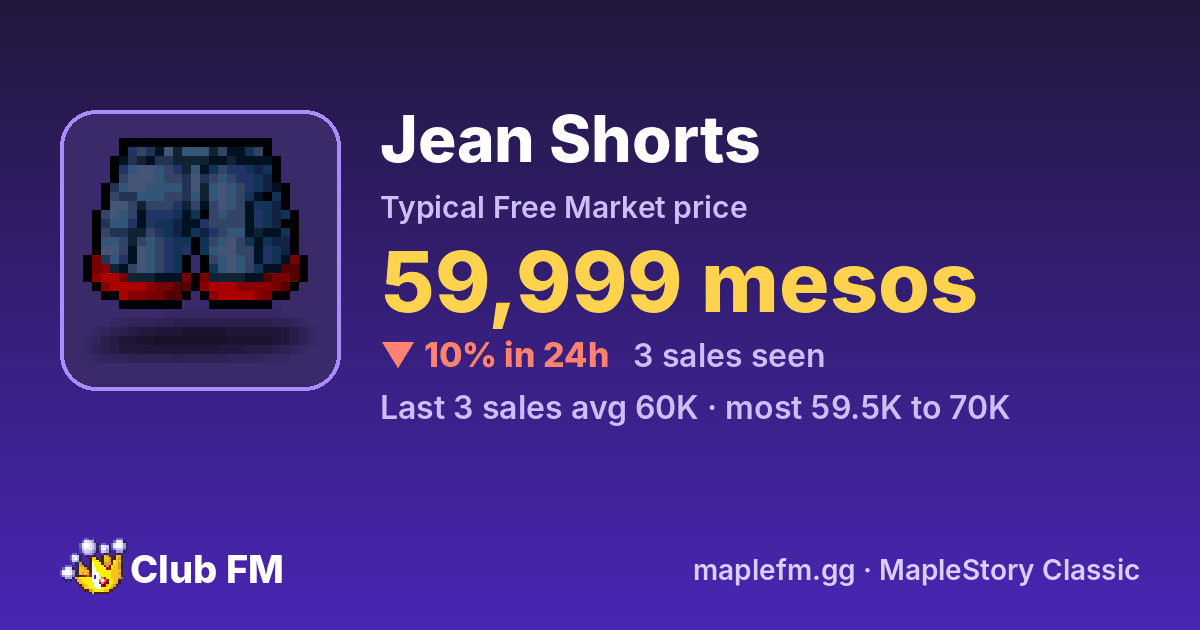 Jean Shorts
Typical Free Market price
59,999 mesos
▼ 10% in 24h 3 sales seen
Last 3 sales avg 60K · most 59.5K to 70K
Club FM
maplefm.gg · MapleStory Classic